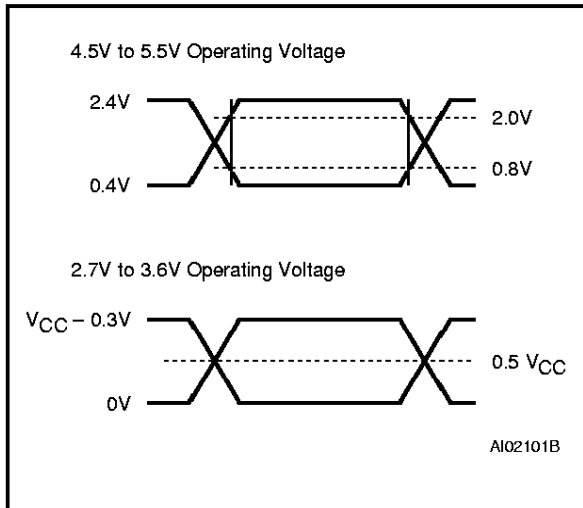 4.5V to 5.5V Operating Voltage
2.4V
2.0V
0.8V
0.4V
2.7V to 3.6V Operating Voltage
VCC – 0.3V
0.5 VCC
0V
AI02101B